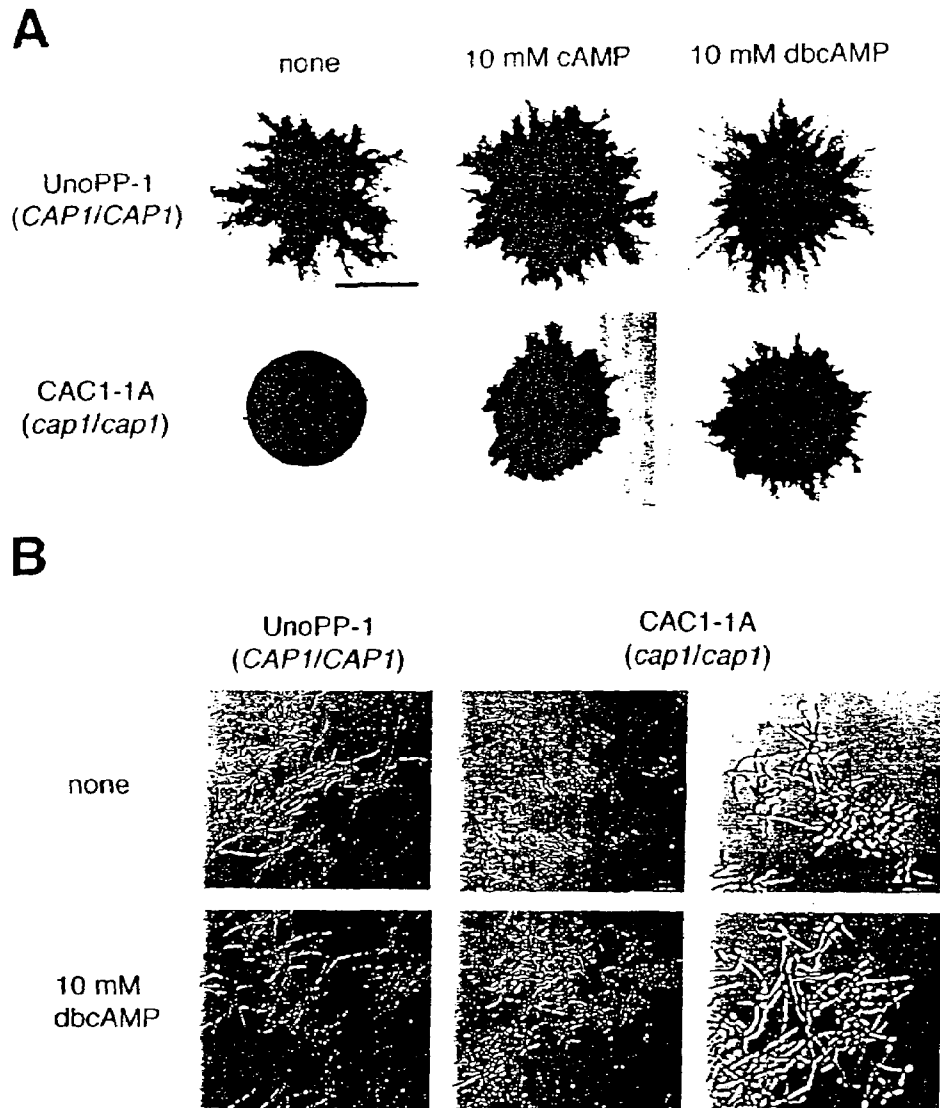 A
none 10 mM cAMP 10 mM dbcAMP
UnoPP-1
(CAP1/CAP1)
CAC1-1A
(cap1/cap1)
B
UnoPP-1
(CAP1/CAP1)
CAC1-1A
(cap1/cap1)
none
10 mM
dbcAMP